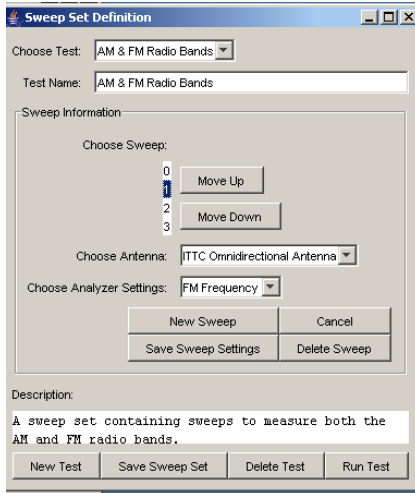 Sweep Set Definition
Choose Test: AM & FM Radio Bands
Test Name: AM & FM Radio Bands
Sweep Information
Choose Sweep:
0
1
2
3
Move Up
Move Down
Choose Antenna: ITTC Omnidirectional Antenna
Choose Analyzer Settings: FM Frequency
New Sweep Cancel
Save Sweep Settings Delete Sweep
Description:
A sweep set containing sweeps to measure both the
AM and FM radio bands.
New Test Save Sweep Set Delete Test Run Test